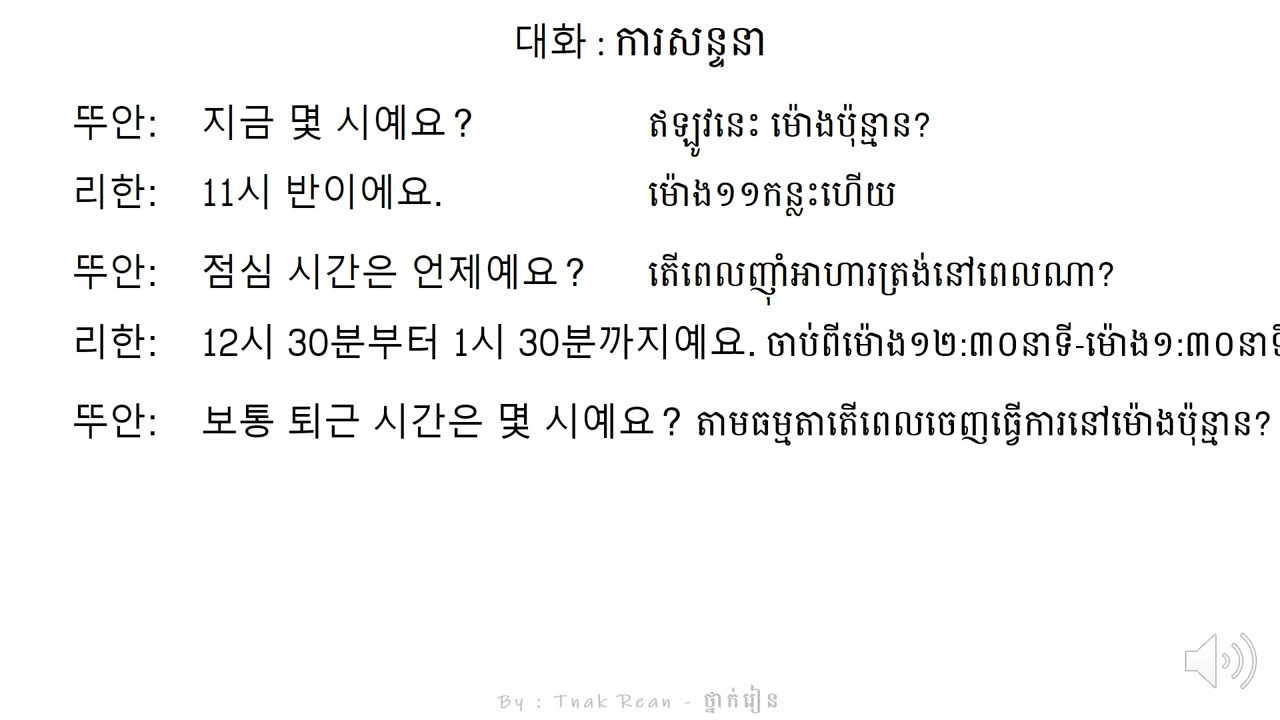 대화 : ការសន្ទនា
뚜안: 지금 몇 시예요? ឥឡូវនេះ ម៉ោងប៉ុន្មាន?
리한: 11시 반이에요. ម៉ោង១១កន្លះហើយ
뚜안: 점심 시간은 언제예요? តើពេលញ៉ាំអាហារត្រង់នៅពេលណា?
리한: 12시 30분부터 1시 30분까지예요. ចាប់ពីម៉ោង១២:៣០នាទី-ម៉ោង១:៣០នាទី
뚜안: 보통 퇴근 시간은 몇 시예요? តាមធម្មតាតើពេលចេញធ្វើការនៅម៉ោងប៉ុន្មាន?
By : Tnak Rean - ថ្នាក់រៀន